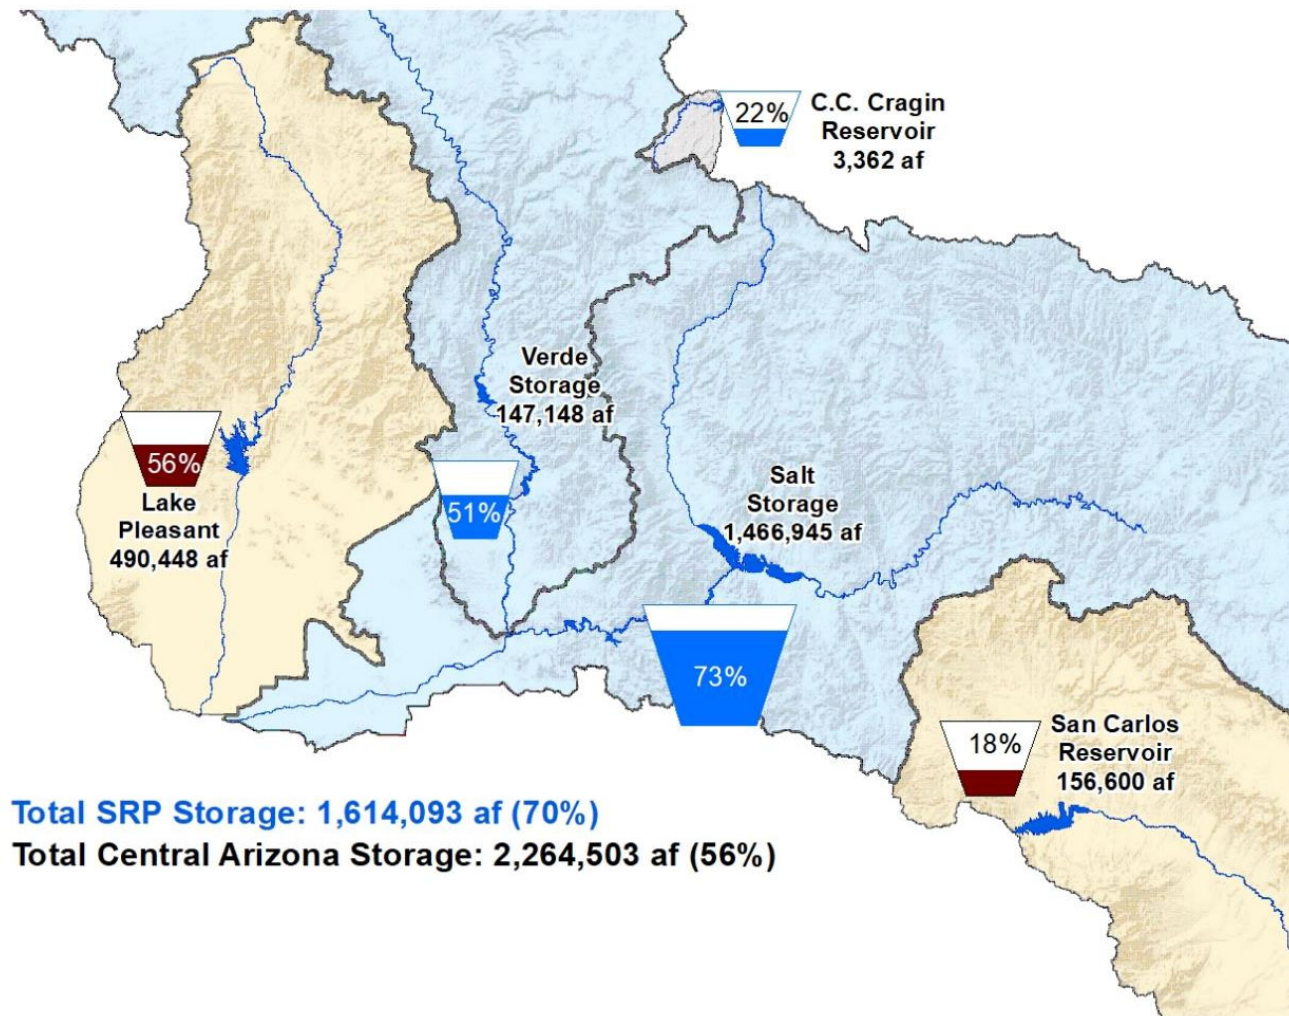 22%
C.C. Cragin
Reservoir
3,362 af
Verde
Storage
147,148 af
56%
Lake
Pleasant
490,448 af
51%
Salt
Storage
1,466,945 af
73%
18%
San Carlos
Reservoir
156,600 af
Total SRP Storage: 1,614,093 af (70%)
Total Central Arizona Storage: 2,264,503 af (56%)